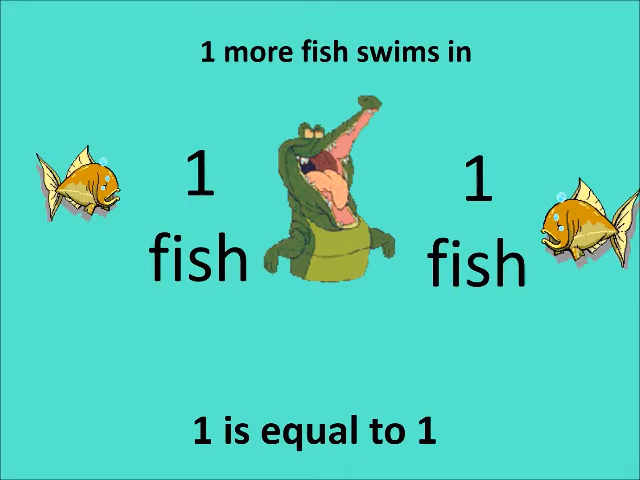 1 more fish swims in
1
fish
1
fish
1 is equal to 1